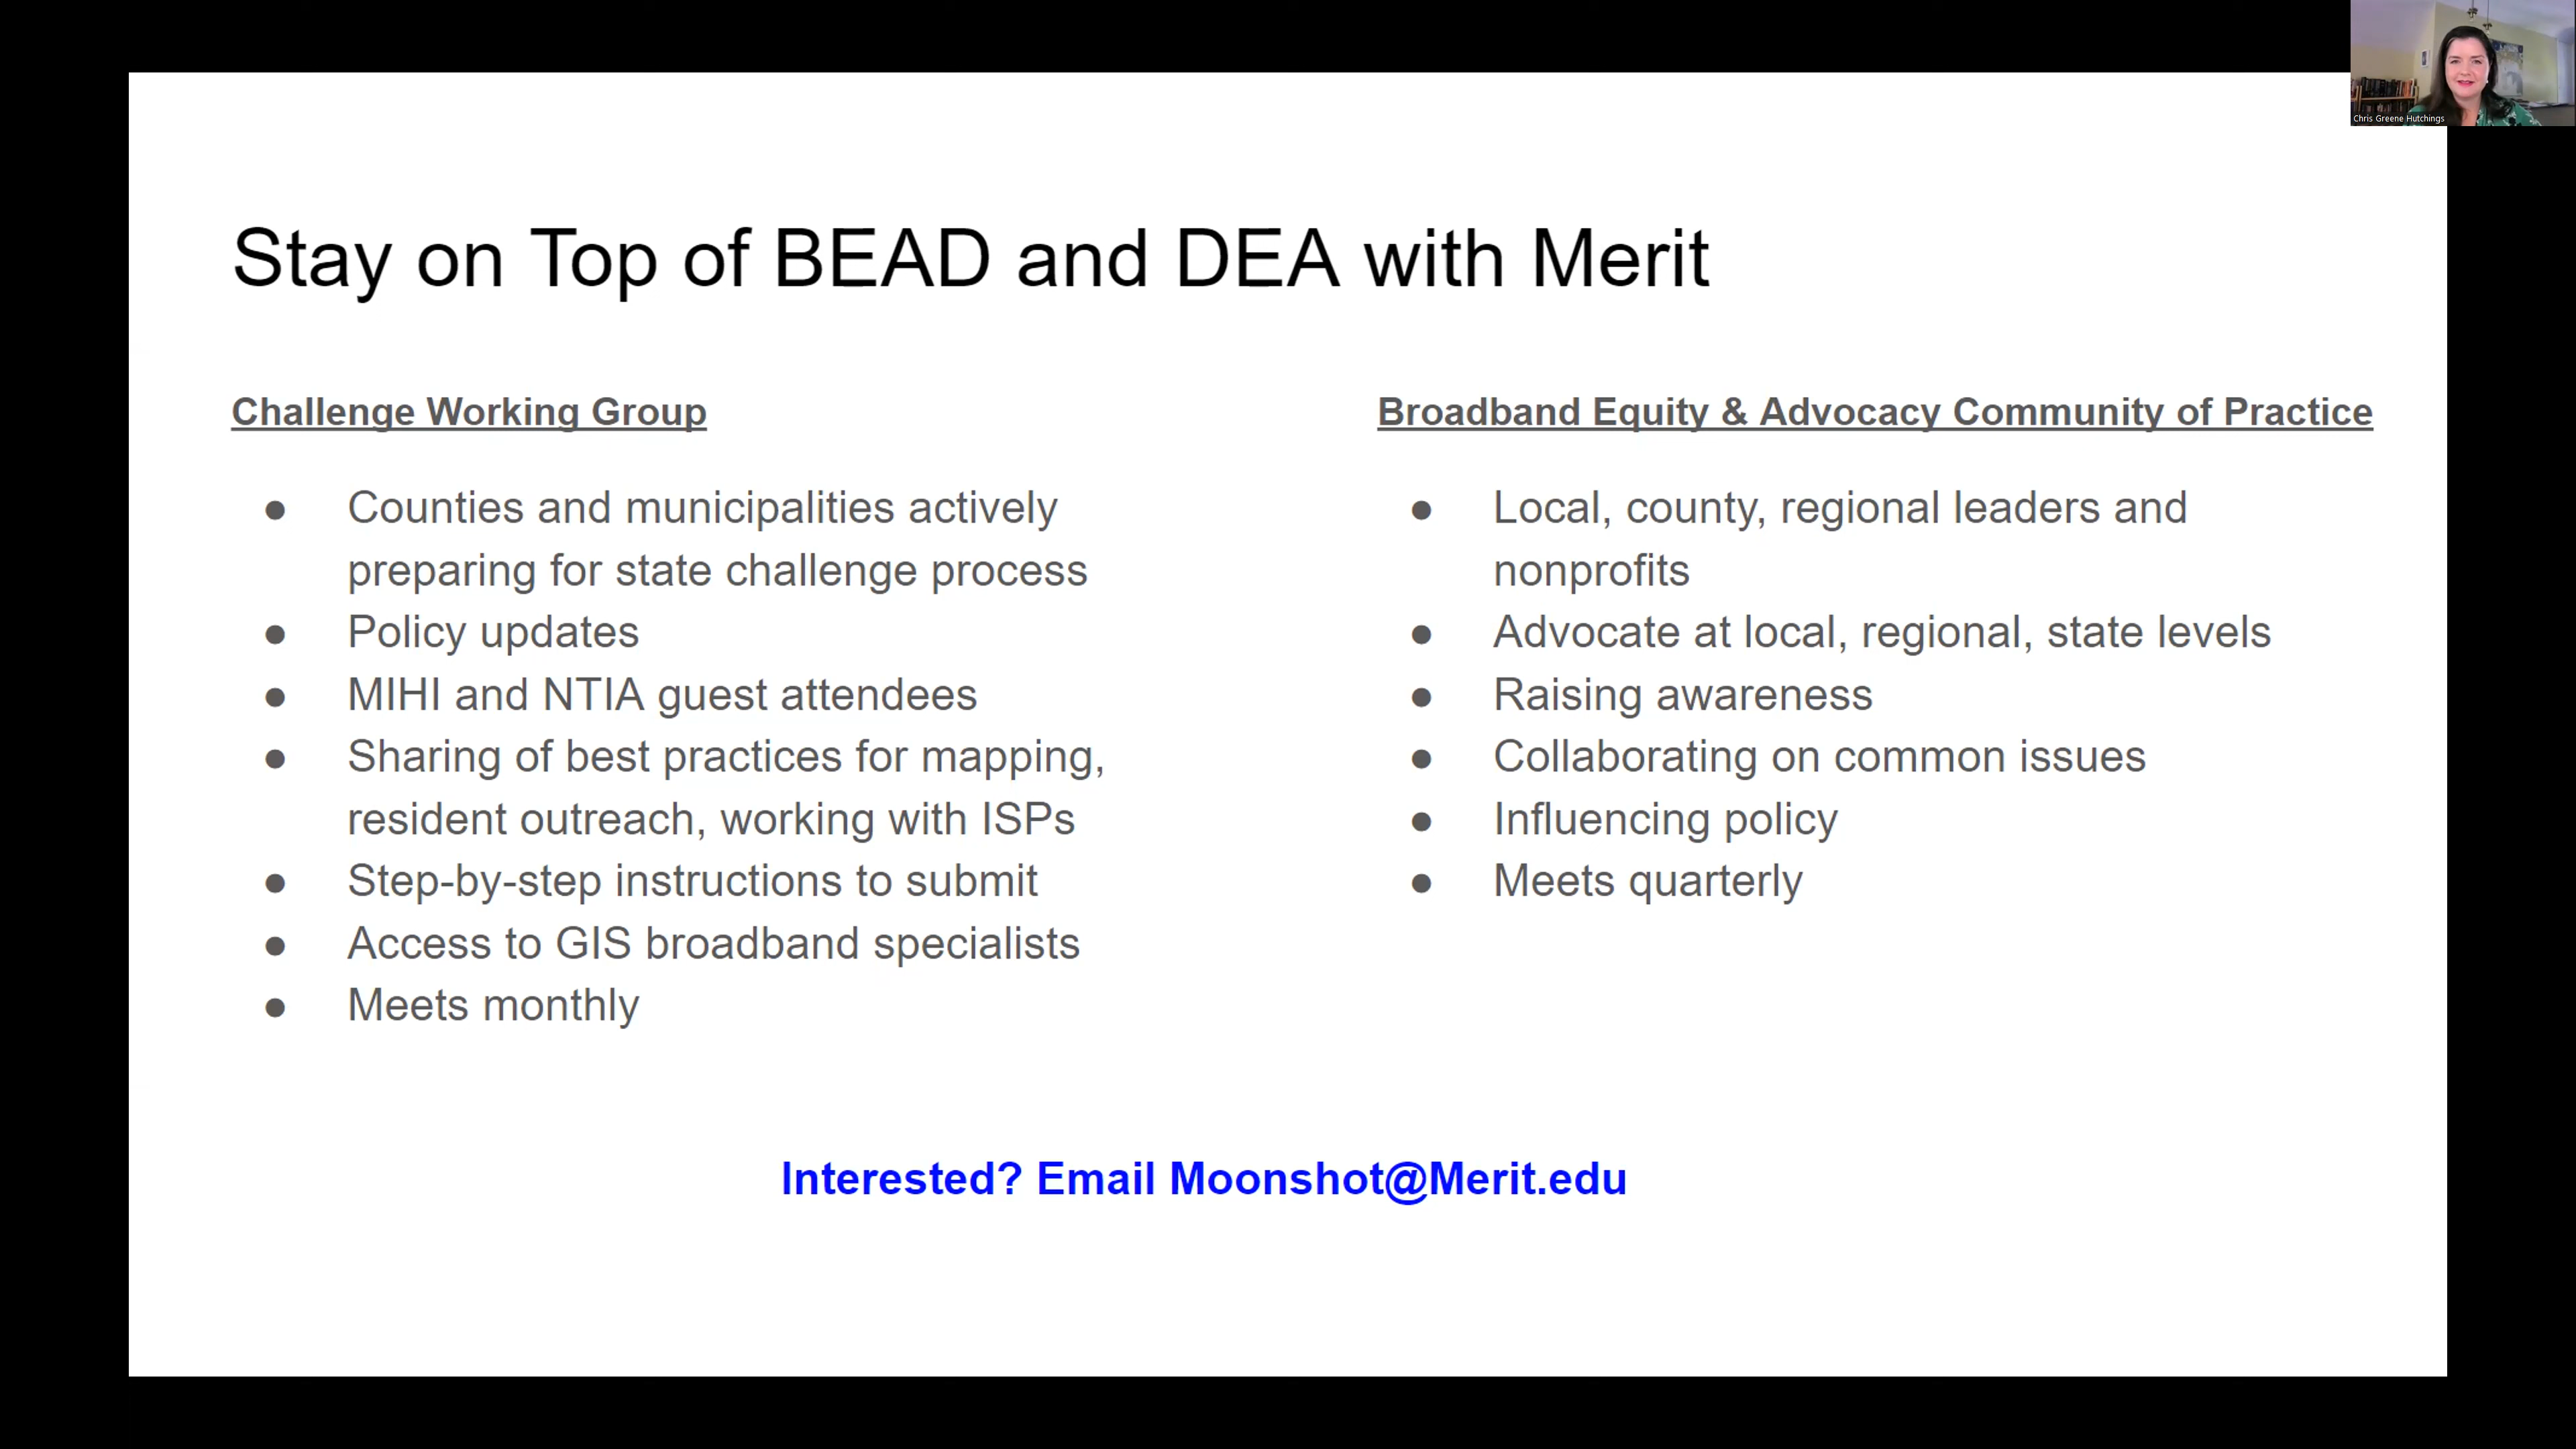 Chris Greene Hutchings
Stay on Top of BEAD and DEA with Merit
Challenge Working Group
● Counties and municipalities actively
preparing for state challenge process
● Policy updates
● MIHI and NTIA guest attendees
● Sharing of best practices for mapping,
resident outreach, working with ISPs
● Step-by-step instructions to submit
● Access to GIS broadband specialists
● Meets monthly
Broadband Equity & Advocacy Community of Practice
● Local, county, regional leaders and
nonprofits
● Advocate at local, regional, state levels
● Raising awareness
● Collaborating on common issues
● Influencing policy
● Meets quarterly
Interested? Email Moonshot@Merit.edu